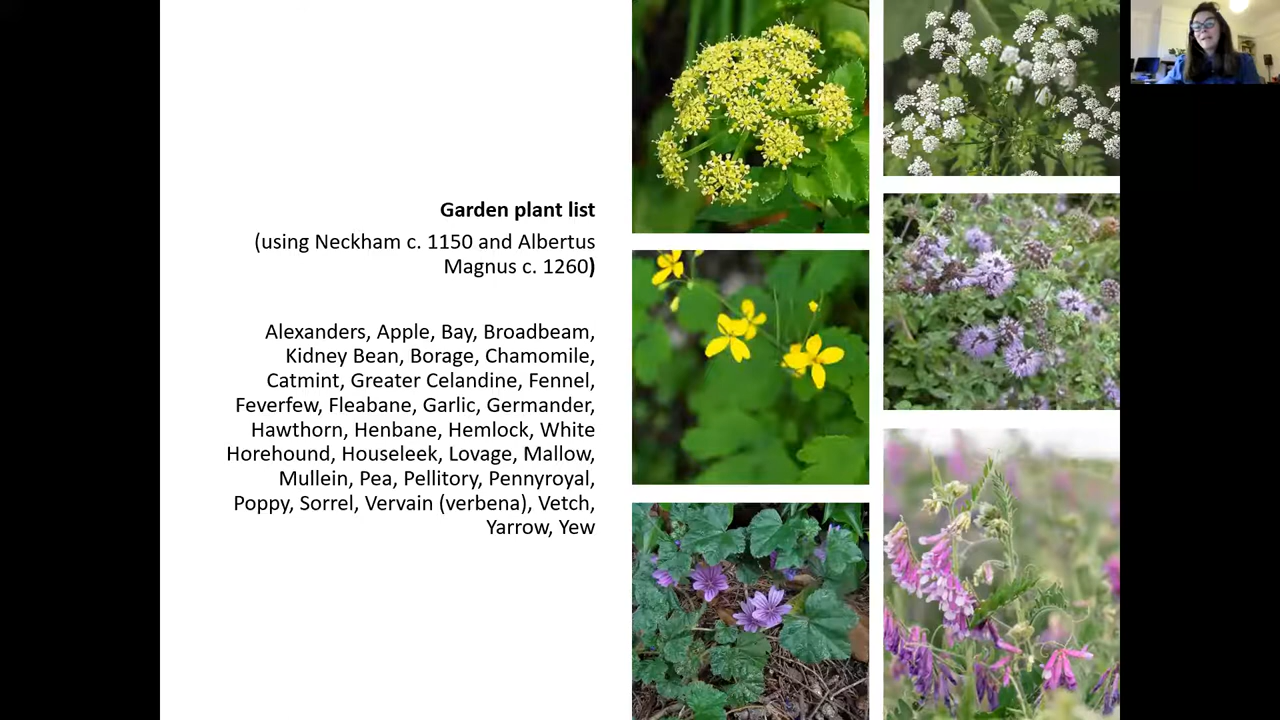 Garden plant list
(using Neckham c. 1150 and Albertus
Magnus c. 1260)
Alexanders, Apple, Bay, Broadbeam,
Kidney Bean, Borage, Chamomile,
Catmint, Greater Celandine, Fennel,
Feverfew, Fleabane, Garlic, Germander,
Hawthorn, Henbane, Hemlock, White
Horehound, Houseleek, Lovage, Mallow,
Mullein, Pea, Pellitory, Pennyroyal,
Poppy, Sorrel, Vervain (verbena), Vetch,
Yarrow, Yew